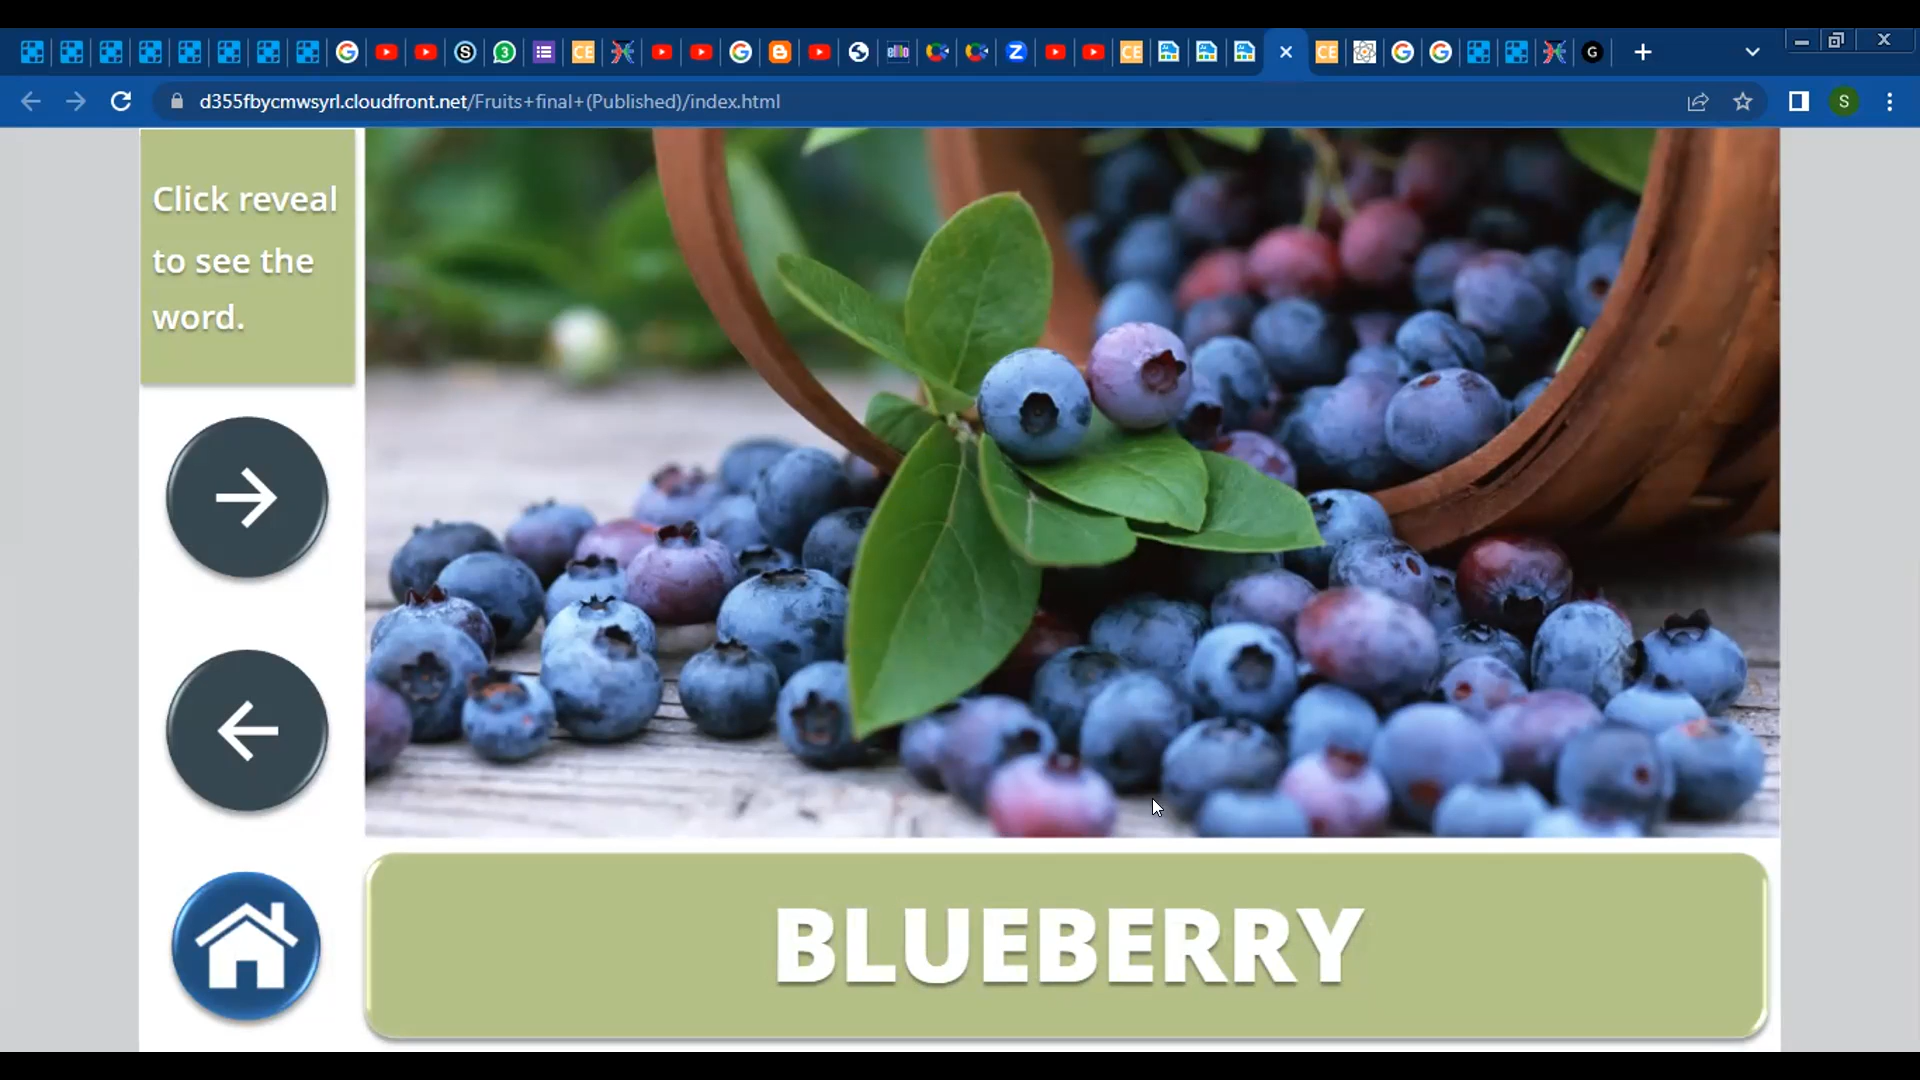 d355fbycmwsyrl.cloudfront.net/Fruits+final+(Published)/index.html
S
Click reveal
to see the
word.
BLUEBERRY